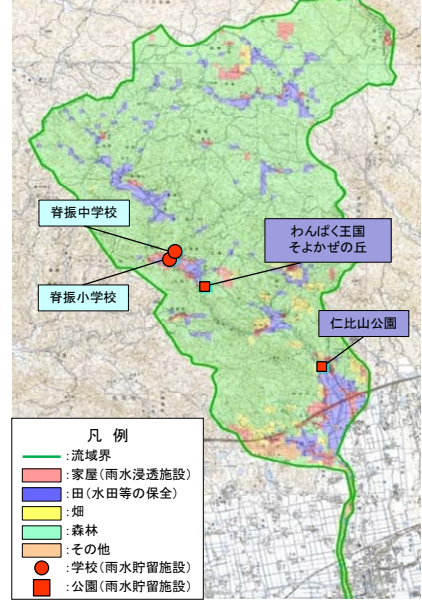 脊振中学校
わんぱく王国
そよかぜの丘
脊振小学校
仁比山公園
凡 例
:流域界
:家屋(雨水浸透施設)
:田(水田等の保全)
:畑
:森林
:その他
:学校(雨水貯留施設)
:公園(雨水貯留施設)